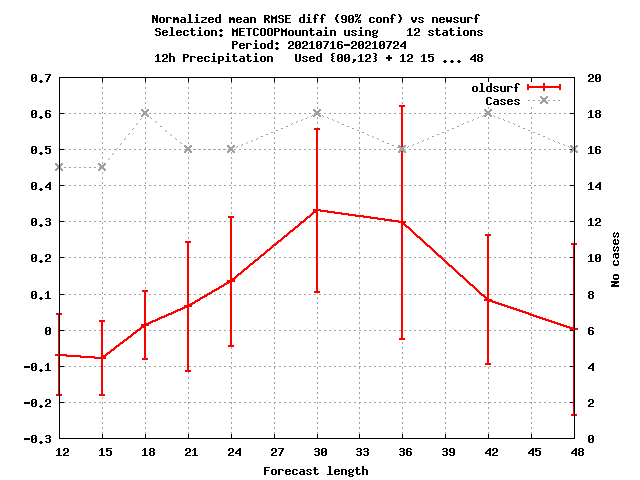 Normalized mean RMSE diff (90% conf) vs newsurf
Selection: METCOOPMountain using    12 stations
Period: 20210716-20210724
12h Precipitation   Used {00,12} + 12 15 ... 48
oldsurf
Cases
0.7
0.6
0.5
0.4
0.3
0.2
0.1
0
-0.1
-0.2
-0.3
20
18
16
14
12
10
8
6
4
2
0
No cases
12 15 18 21 24 27 30 33 36 39 42 45 48
Forecast length